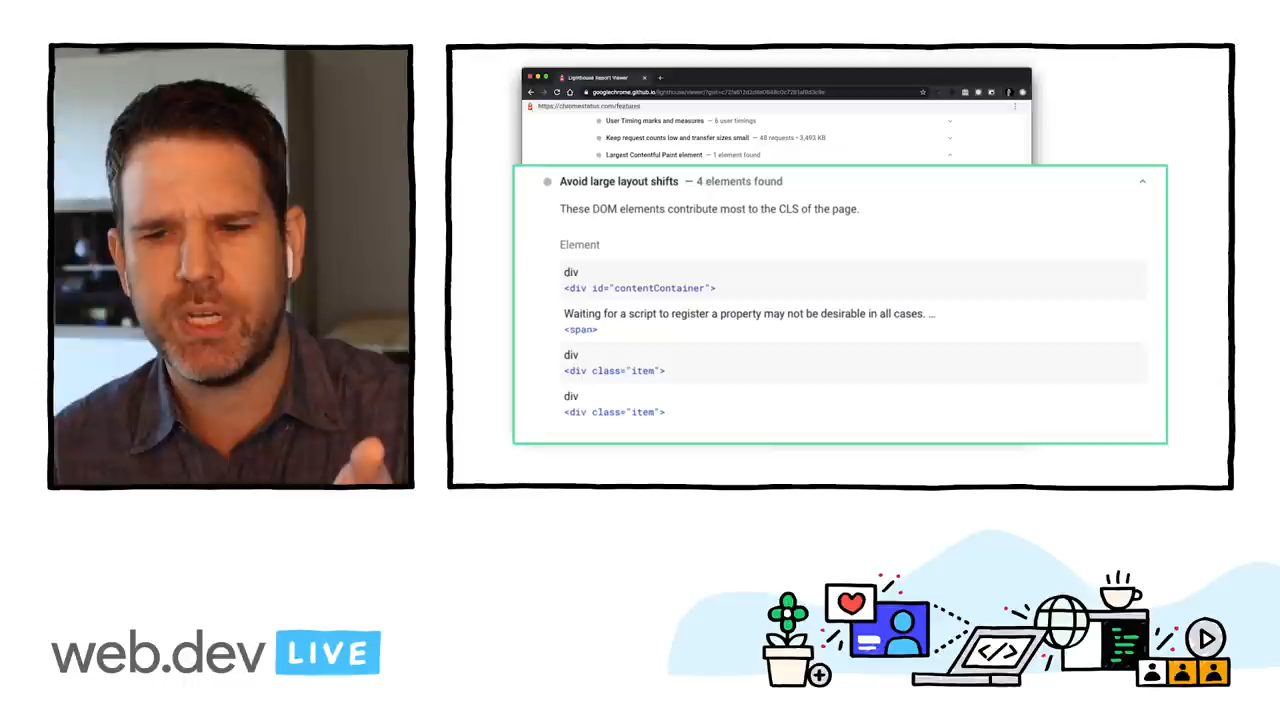 Lighthouse Report Viewer
https://chromestatus.com/features
User Timing marks and measures — 6 user timings
Keep request counts low and transfer sizes small — 48 requests • 3,493 KB
Largest Contentful Paint element — 1 element found
Avoid large layout shifts — 4 elements found
These DOM elements contribute most to the CLS of the page.
Element
div
<div id="contentContainer">
Waiting for a script to register a property may not be desirable in all cases. …
<span>
div
<div class="item">
div
<div class="item">
web.dev LIVE
</>